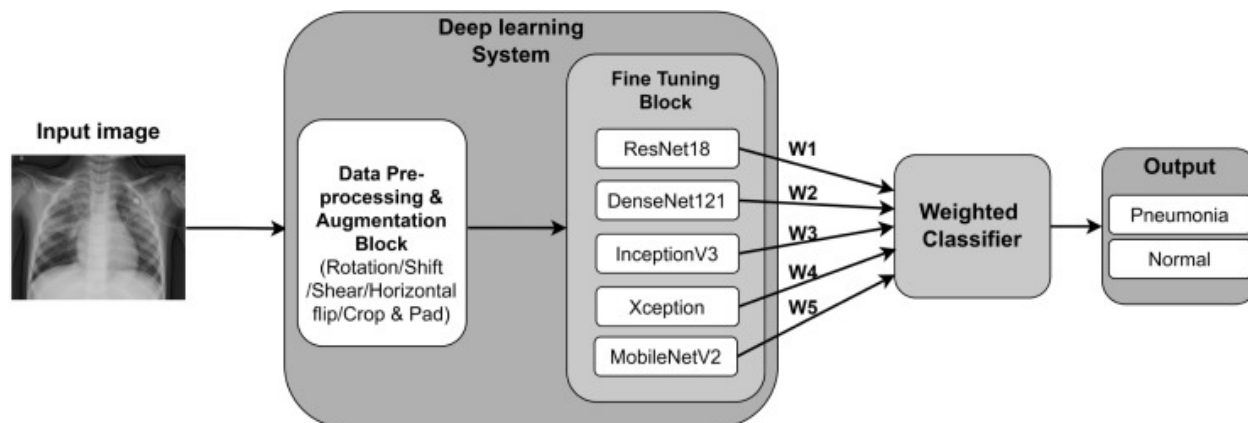 Deep learning
System
Input image
Data Pre-
processing &
Augmentation
Block
(Rotation/Shift
/Shear/Horizontal
flip/Crop & Pad)
Fine Tuning
Block
ResNet18
DenseNet121
InceptionV3
Xception
MobileNetV2
W1
W2
W3
W4
W5
Weighted
Classifier
Output
Pneumonia
Normal